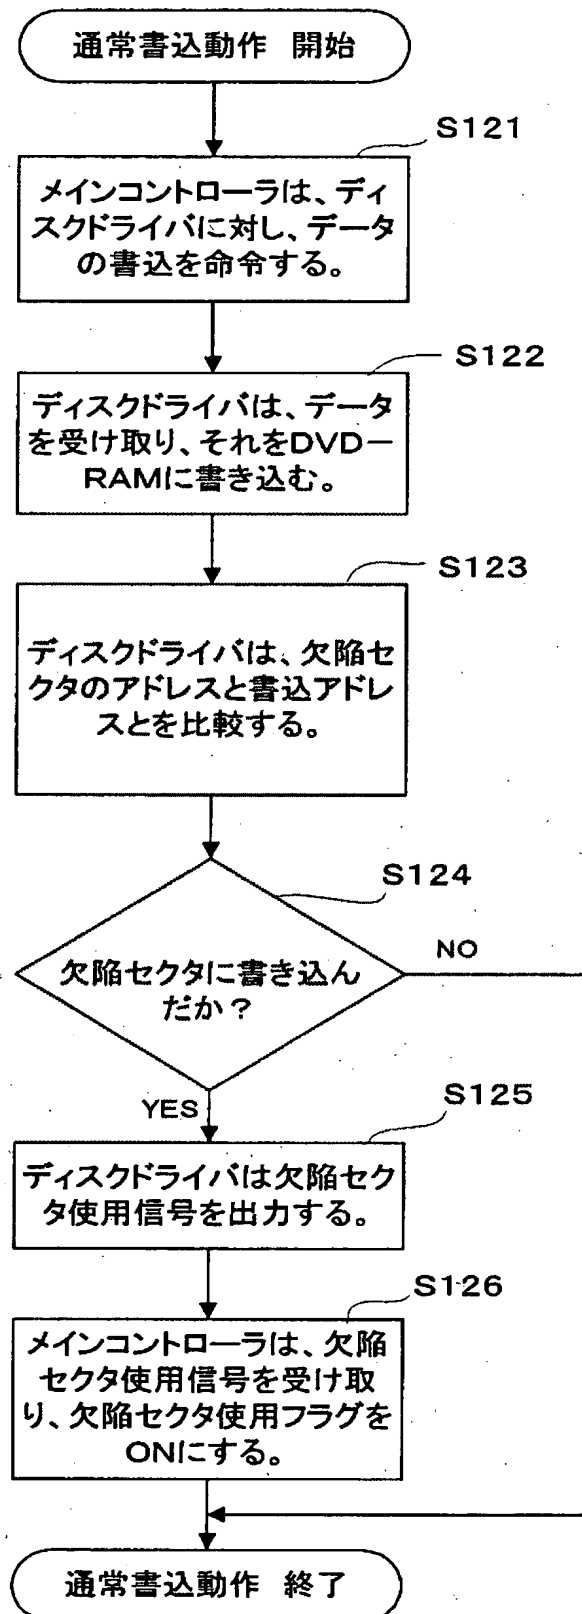 通常書込動作 開始
S121
メインコントローラは、ディ
スクドライバに対し、データ
の書込を命令する。
S122
ディスクドライバは、データ
を受け取り、それをDVD－
RAMに書き込む。
S123
ディスクドライバは、欠陥セ
クタのアドレスと書込アドレ
スとを比較する。
S124
欠陥セクタに書き込ん
だか？
NO
YES
S125
ディスクドライバは欠陥セク
タ使用信号を出力する。
S126
メインコントローラは、欠陥
セクタ使用信号を受け取
り、欠陥セクタ使用フラグを
ONにする。
通常書込動作 終了